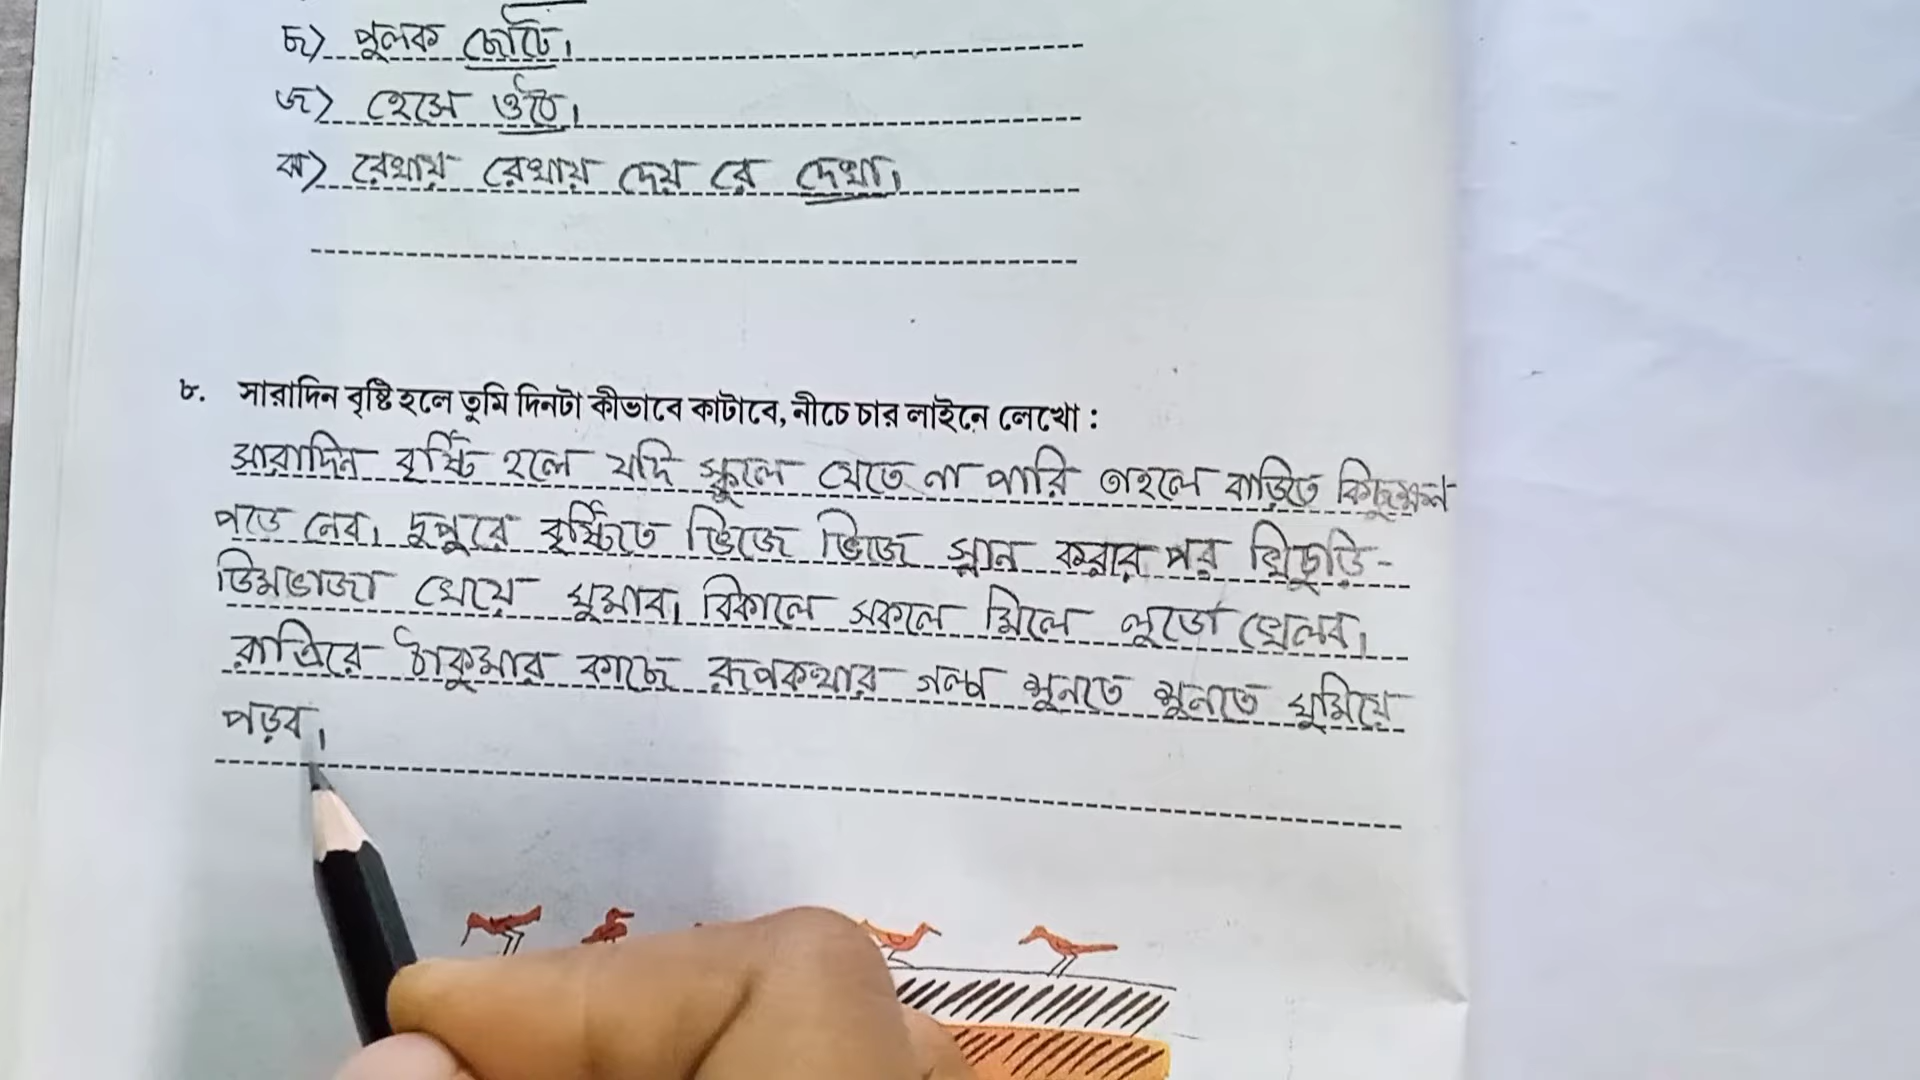 ছ) পুলক ছোটে।
জ) হেসে ওঠে।
ঝ) রেখায় রেখায় দেয় রে দেখা।
৮. সারাদিন বৃষ্টি হলে তুমি দিনটা কীভাবে কাটাবে, নীচে চার লাইনে লেখো :
সারাদিন বৃষ্টি হলে যদি স্কুলে যেতে না পারি তাহলে বাড়িতে কিছুক্ষন
পড়ে নেব। দুপুরে বৃষ্টিতে ভিজে ভিজে স্নান করার পর খিচুড়ি-
ডিমভাজা খেয়ে ঘুমাব। বিকালে সকলে মিলে লুডো খেলব।
রাত্রিরে ঠাকুমার কাছে রূপকথার গল্প শুনতে শুনতে ঘুমিয়ে
পড়ব।